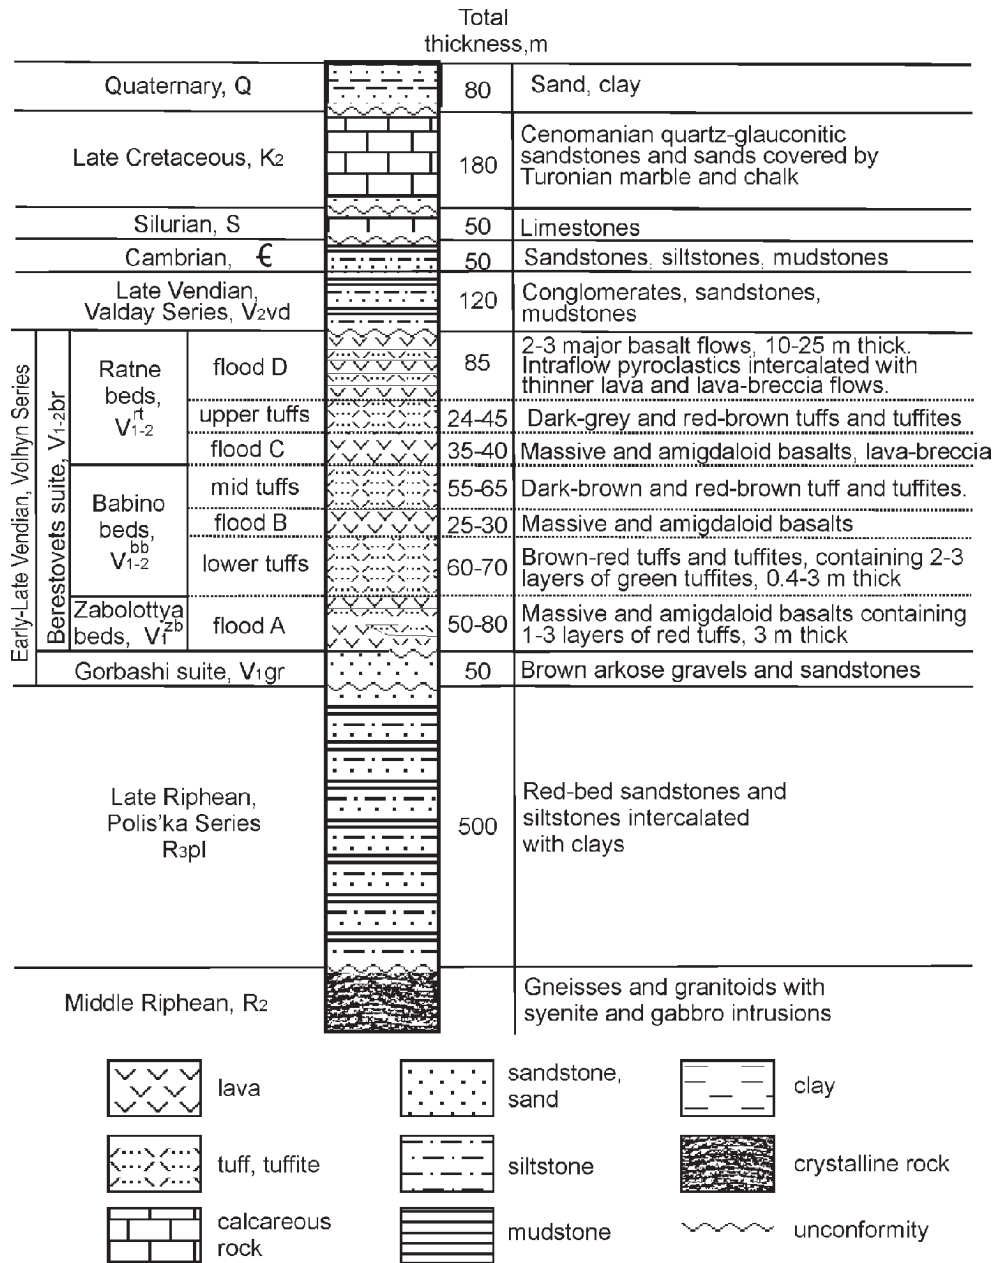 Total
thickness,m
Quaternary, Q
80
Sand, clay
Late Cretaceous, K2
180
Cenomanian quartz-glauconitic
sandstones and sands covered by
Turonian marble and chalk
Silurian, S
50
Limestones
Cambrian, Ꞓ
50
Sandstones, siltstones, mudstones
Late Vendian,
Valday Series, V2vd
120
Conglomerates, sandstones,
mudstones
Early-Late Vendian, Volhyn Series
Berestovets suite, V1-2br
Ratne
beds,
V1-2rt
flood D
85
2-3 major basalt flows, 10-25 m thick.
Intraflow pyroclastics intercalated with
thinner lava and lava-breccia flows.
upper tuffs
24-45
Dark-grey and red-brown tuffs and tuffites
flood C
35-40
Massive and amigdaloid basalts, lava-breccia
Babino
beds,
V1-2bb
mid tuffs
55-65
Dark-brown and red-brown tuff and tuffites.
flood B
25-30
Massive and amigdaloid basalts
lower tuffs
60-70
Brown-red tuffs and tuffites, containing 2-3
layers of green tuffites, 0.4-3 m thick
Zabolottya
beds, V1zb
flood A
50-80
Massive and amigdaloid basalts containing
1-3 layers of red tuffs, 3 m thick
Gorbashi suite, V1gr
50
Brown arkose gravels and sandstones
Late Riphean,
Polis'ka Series
R3pl
500
Red-bed sandstones and
siltstones intercalated
with clays
Middle Riphean, R2
Gneisses and granitoids with
syenite and gabbro intrusions
lava
sandstone,
sand
clay
tuff, tuffite
siltstone
crystalline rock
calcareous
rock
mudstone
unconformity